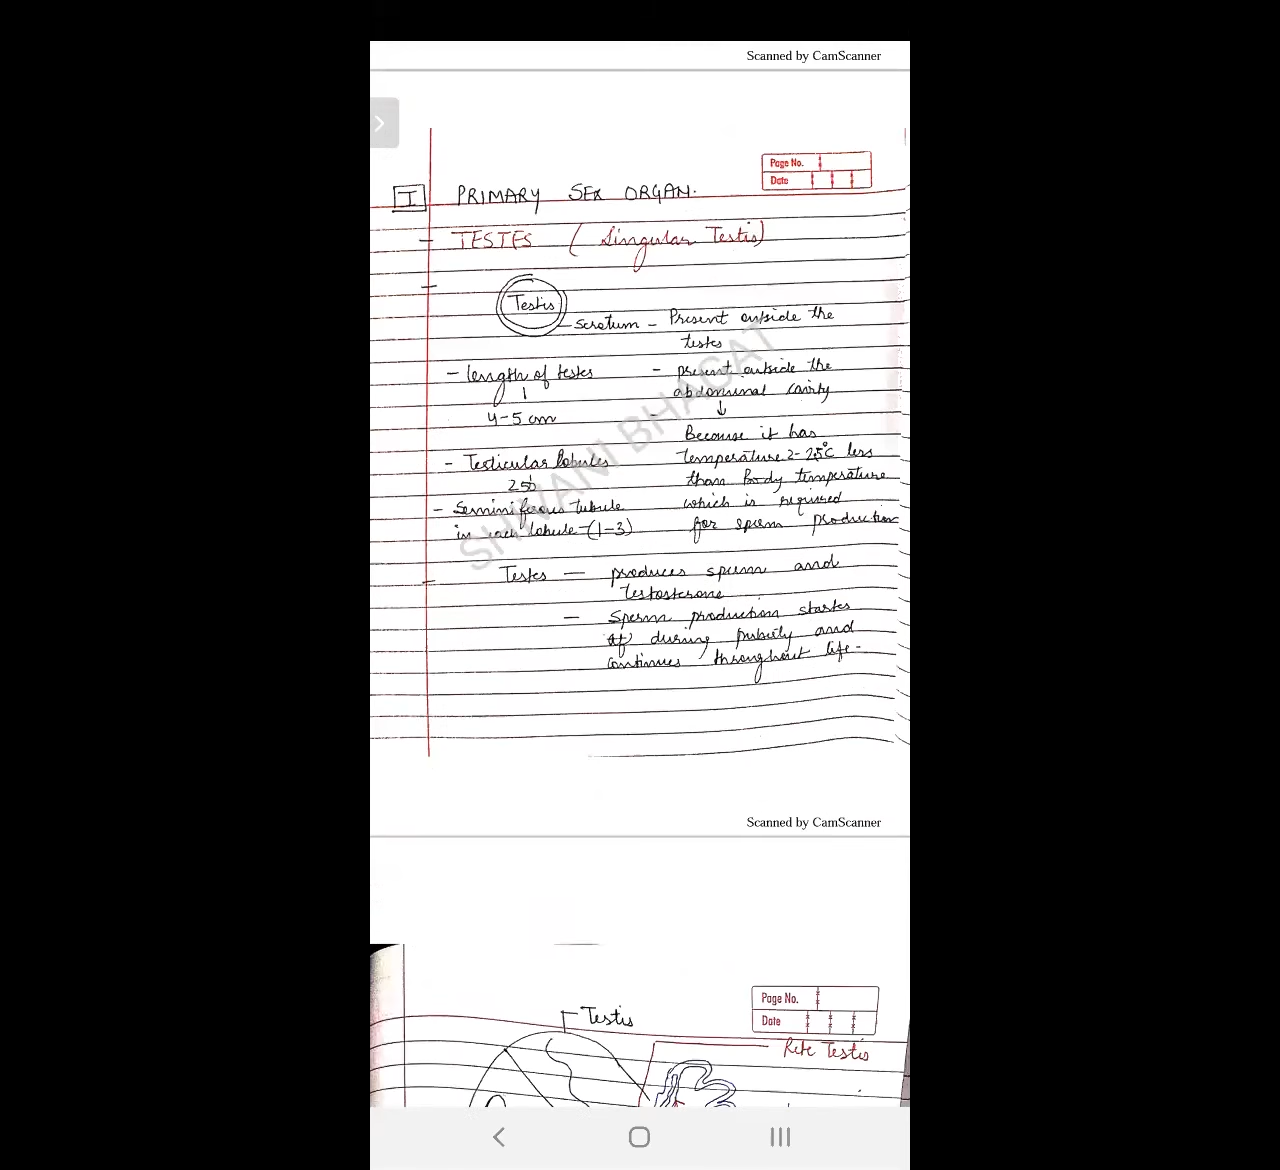 Scanned by CamScanner
Page No.
Date
I PRIMARY SEX ORGAN.
- TESTES ( Singular Testis)
-
Testis
- Scrotum - Present outside the
testes
- length of testes
4-5 cm
- present outside the
abdominal cavity
↓
Because it has
temperature 2-2.5°C less
than Body temperature
which is required
for sperm production
- Testicular lobules
250
- Seminiferous tubule
in each lobule-(1-3)
SHIVANI BHAGAT
- Testes — produces sperm and
testosterone
— Sperm production startes
during puberty and
continues throughout life.
Scanned by CamScanner
Page No.
Date
Testis
Rete Testis